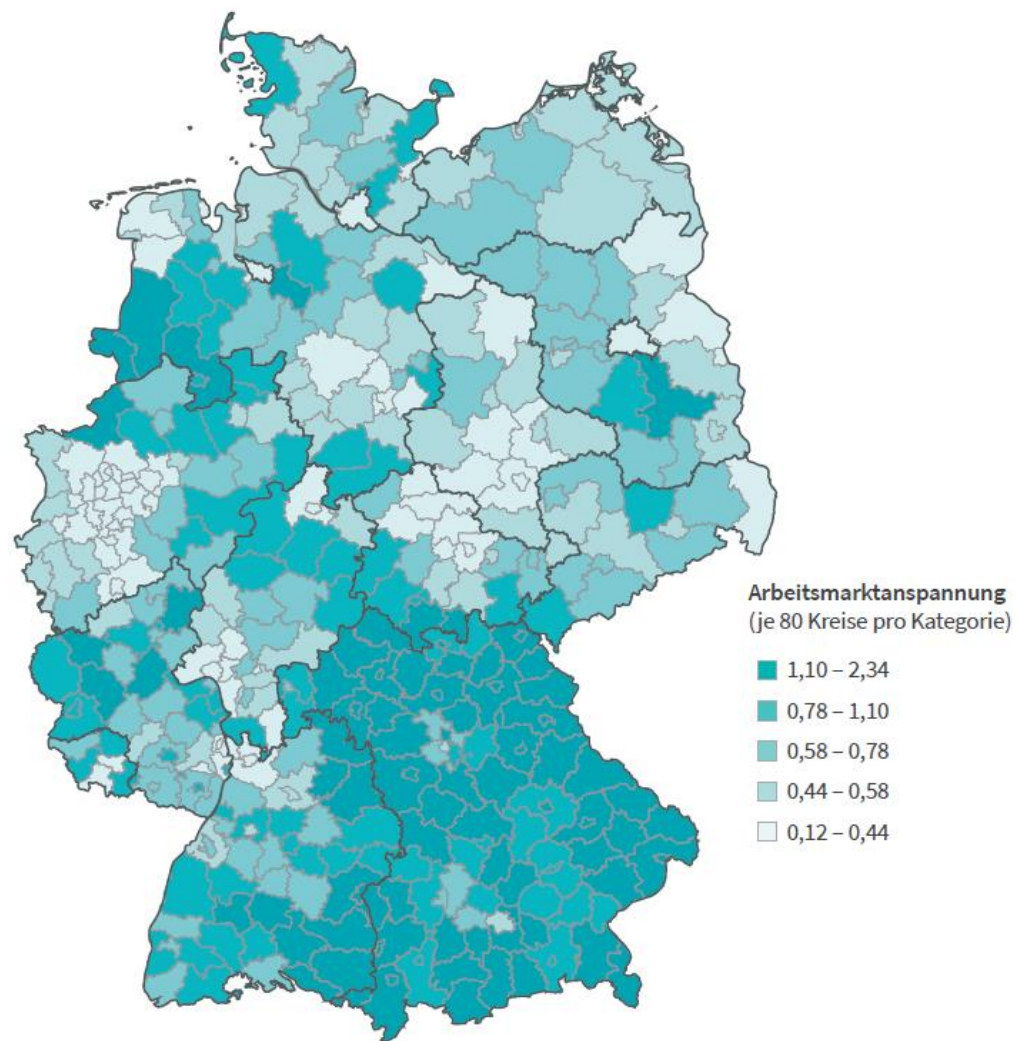 Arbeitsmarktanspannung
(je 80 Kreise pro Kategorie)
1,10 – 2,34
0,78 – 1,10
0,58 – 0,78
0,44 – 0,58
0,12 – 0,44